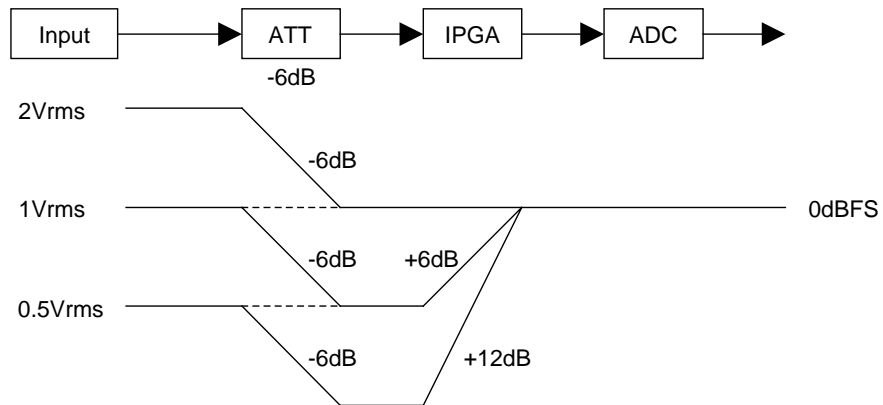 Input ATT IPGA ADC
-6dB
2Vrms
-6dB
1Vrms 0dBFS
-6dB +6dB
0.5Vrms
-6dB +12dB